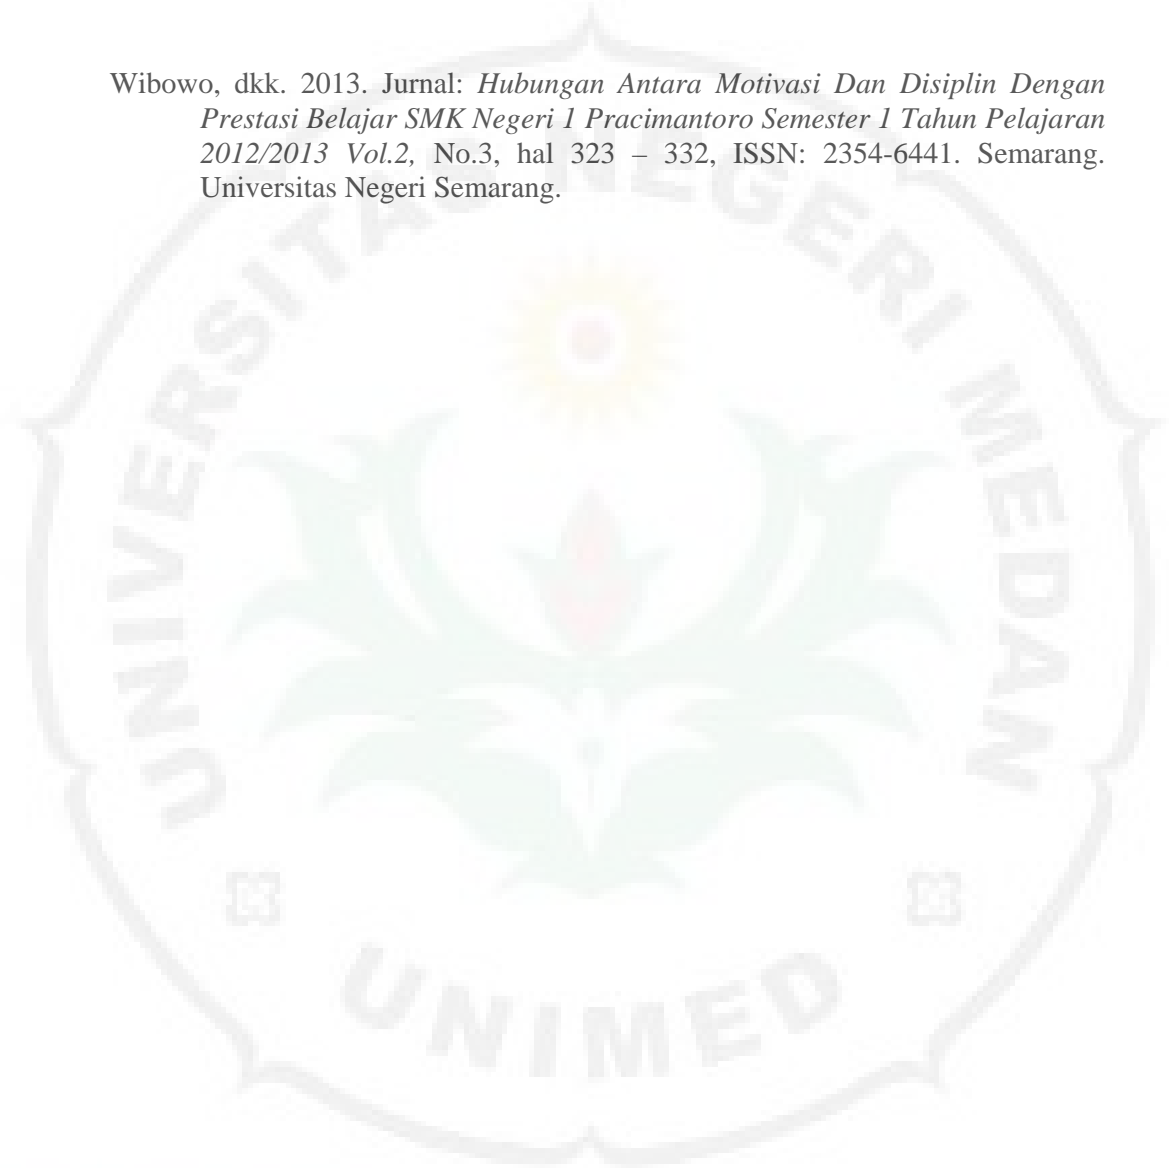 Wibowo, dkk. 2013. Jurnal: Hubungan Antara Motivasi Dan Disiplin Dengan
Prestasi Belajar SMK Negeri 1 Pracimantoro Semester 1 Tahun Pelajaran
2012/2013 Vol.2, No.3, hal 323 – 332, ISSN: 2354-6441. Semarang.
Universitas Negeri Semarang.
UNIVERSITAS NEGERI MEDAN
UNIMED